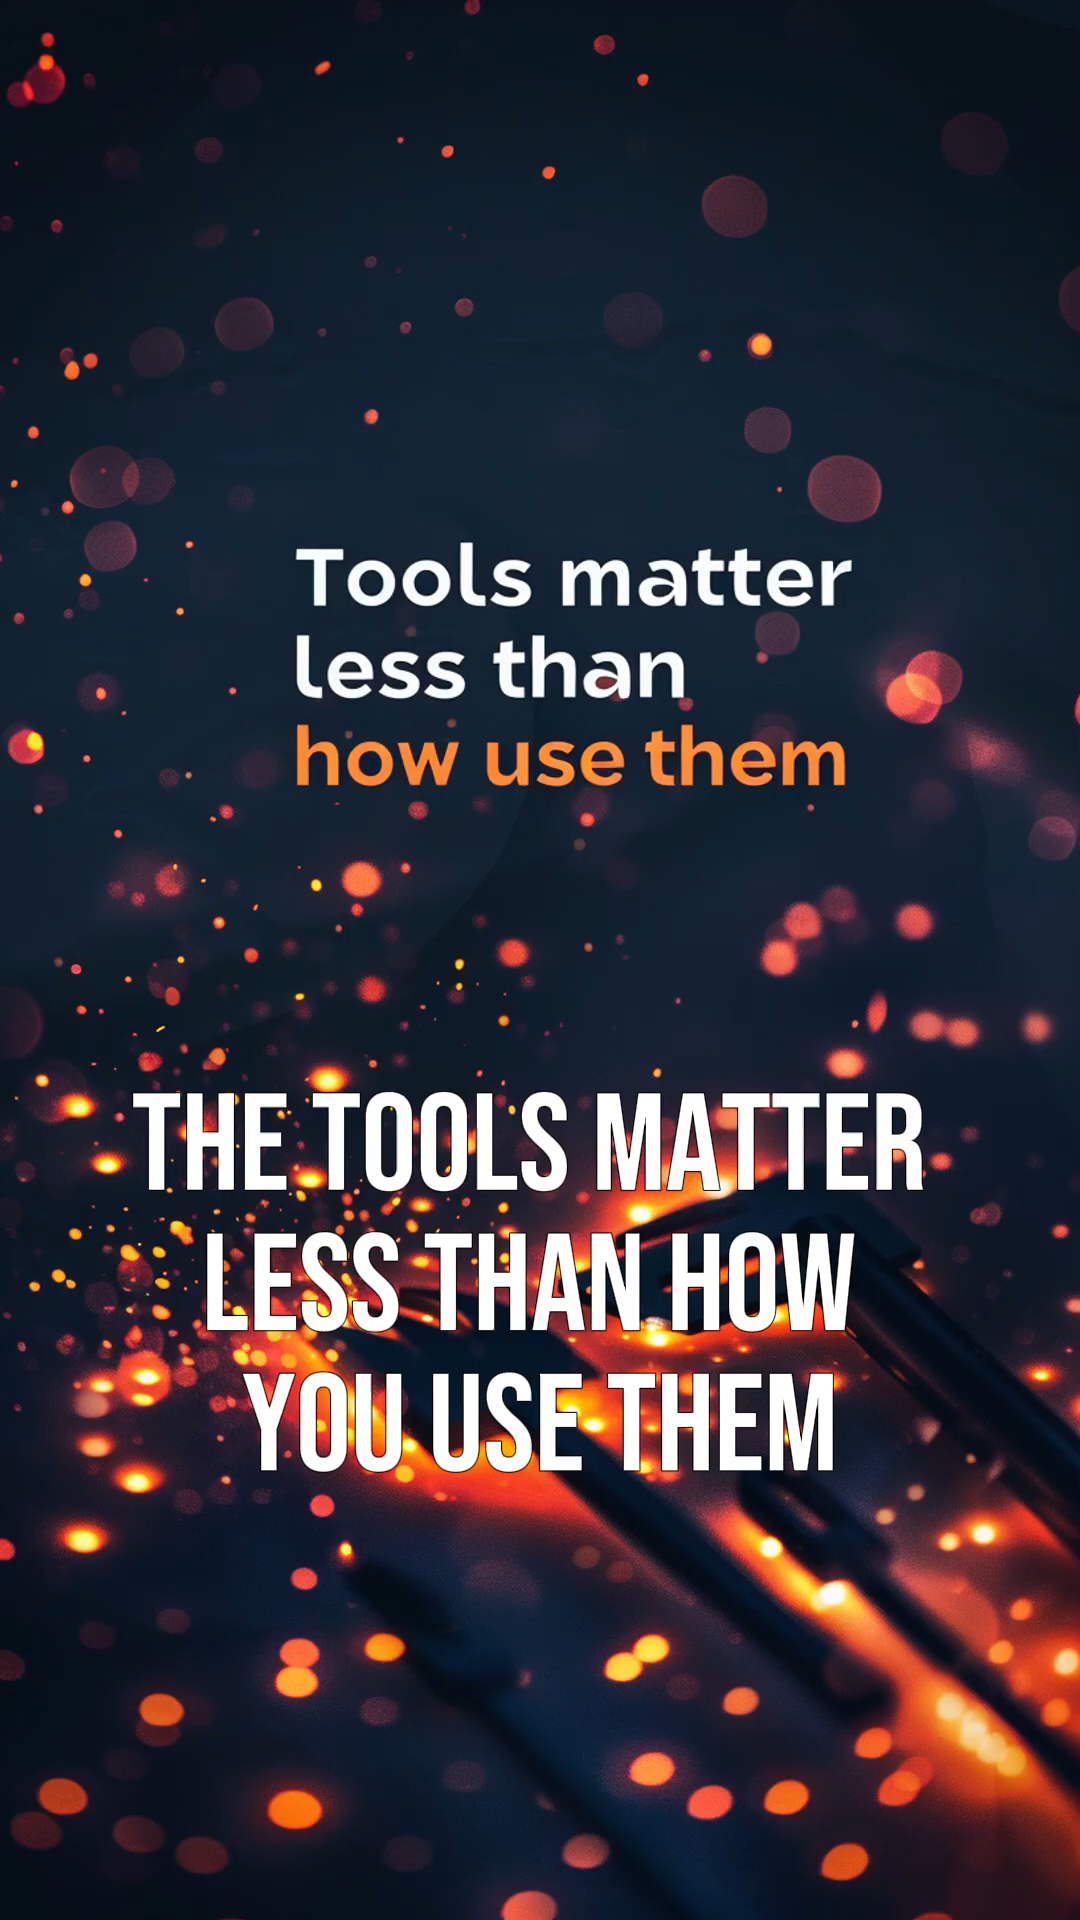 Tools matter
less than
how use them
THE TOOLS MATTER
LESS THAN HOW
YOU USE THEM